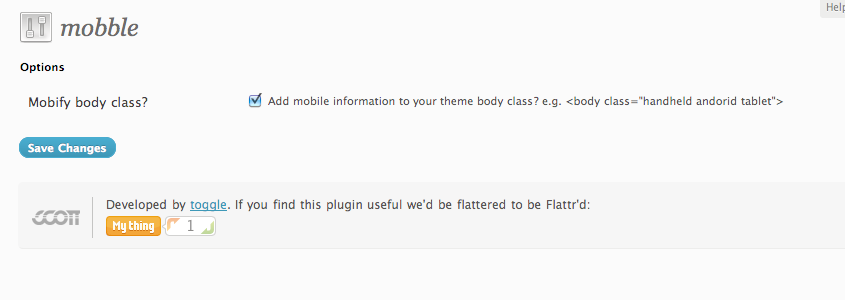 Help
mobble
Options
Mobify body class?
Add mobile information to your theme body class? e.g. <body class="handheld andorid tablet">
Save Changes
SCOTT
Developed by toggle. If you find this plugin useful we'd be flattered to be Flattr'd:
My thing
1